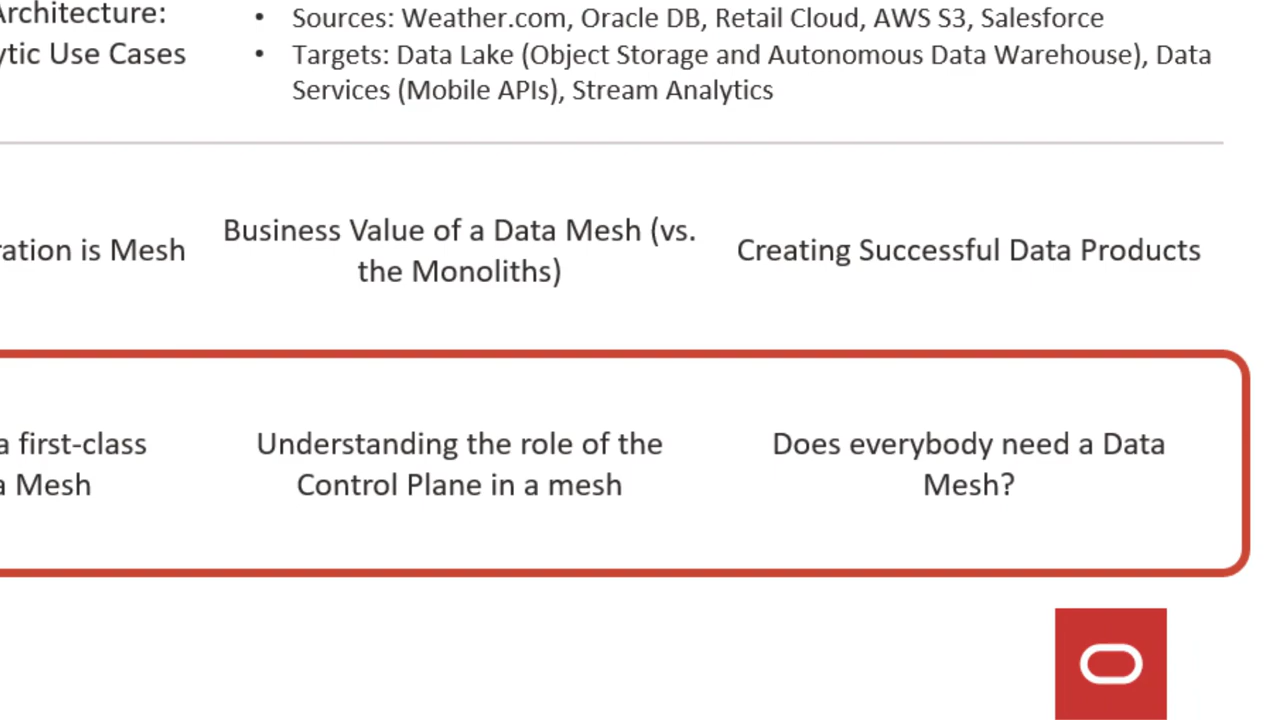 Architecture:
• Sources: Weather.com, Oracle DB, Retail Cloud, AWS S3, Salesforce
ytic Use Cases
• Targets: Data Lake (Object Storage and Autonomous Data Warehouse), Data
Services (Mobile APIs), Stream Analytics
ration is Mesh
Business Value of a Data Mesh (vs.
the Monoliths)
Creating Successful Data Products
a first-class
a Mesh
Understanding the role of the
Control Plane in a mesh
Does everybody need a Data
Mesh?